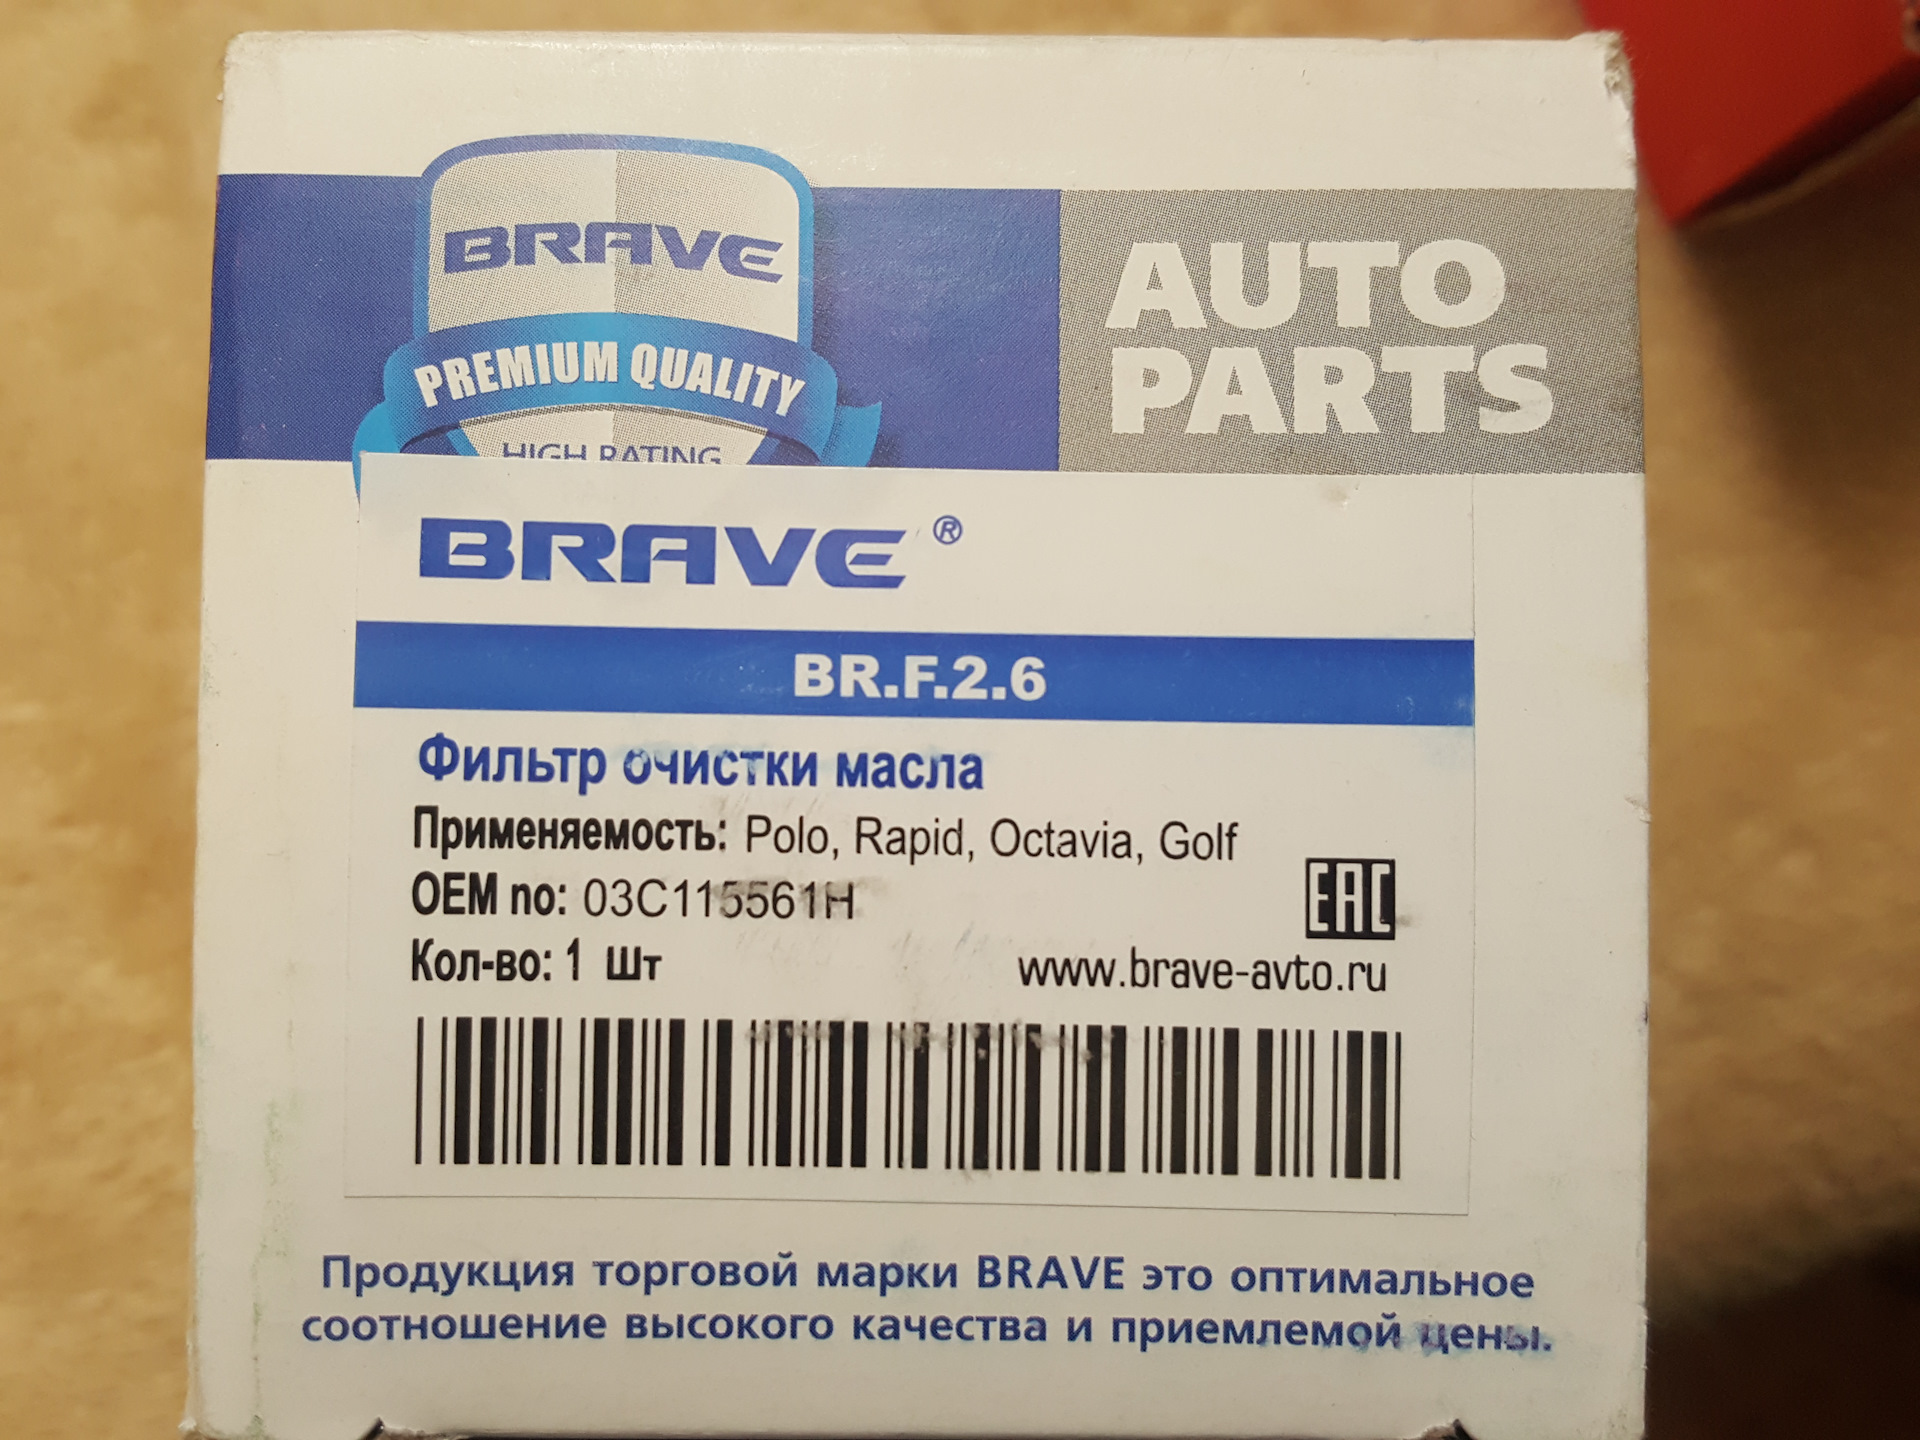 BRAVE
PREMIUM QUALITY
HIGH RATING
AUTO
PARTS
BRAVE®
BR.F.2.6
Фильтр очистки масла
Применяемость: Polo, Rapid, Octavia, Golf
OEM no: 03C115561H
EAC
Кол-во: 1 Шт
www.brave-avto.ru
Продукция торговой марки BRAVE это оптимальное
соотношение высокого качества и приемлемой цены.